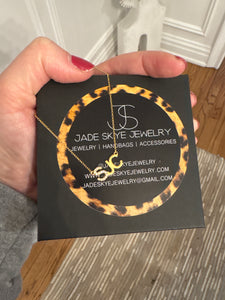 JS
JADE SKYE JEWELRY
JEWELRY | HANDBAGS | ACCESSORIES
JADESKYEJEWELRY@GMAIL.COM